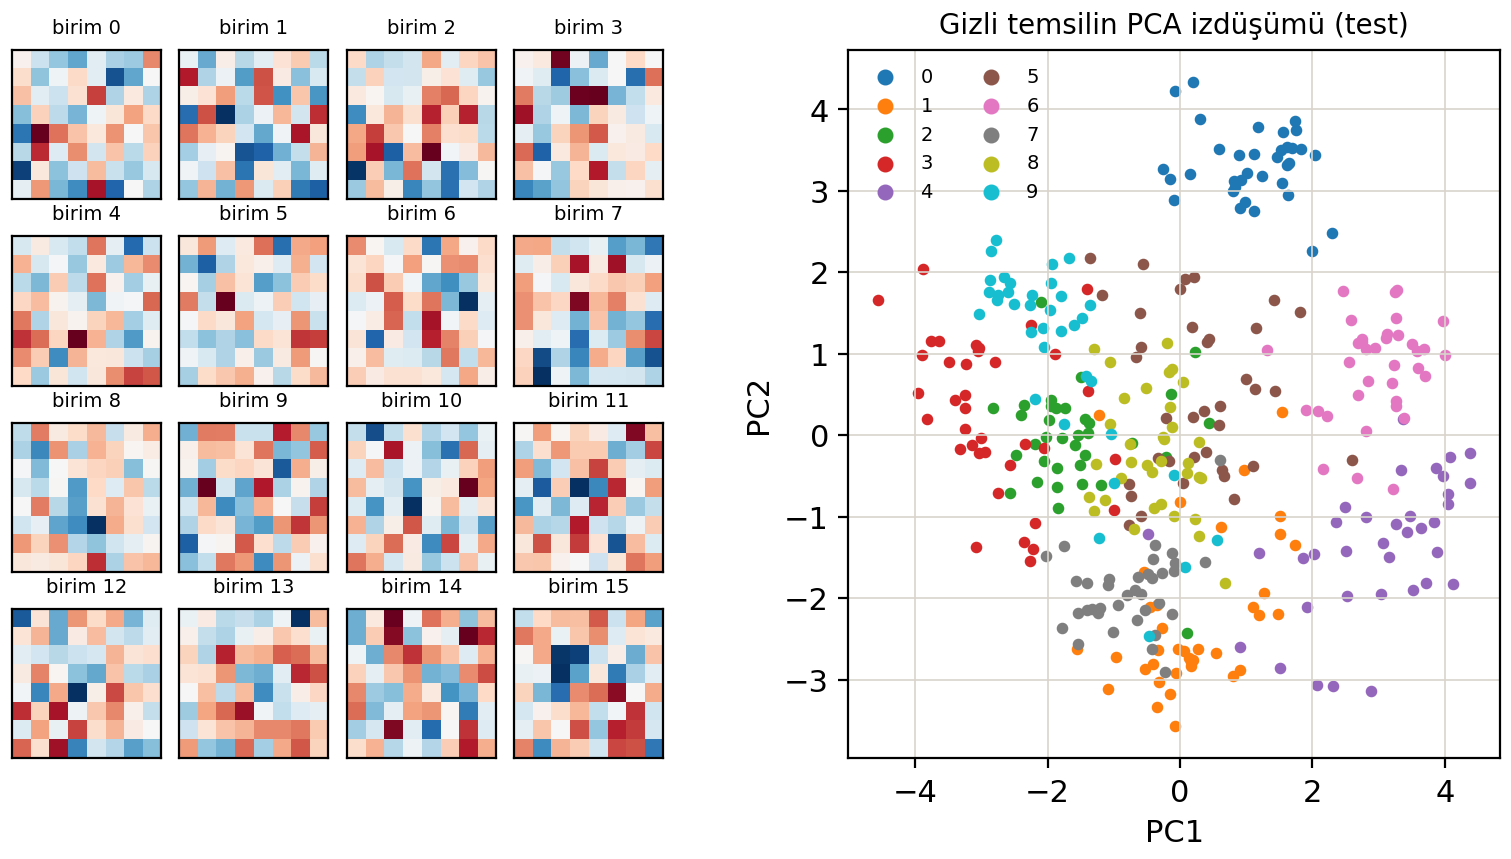 birim 0 birim 1 birim 2 birim 3
birim 4 birim 5 birim 6 birim 7
birim 8 birim 9 birim 10 birim 11
birim 12 birim 13 birim 14 birim 15
Gizli temsilin PCA izdüşümü (test)
0 5
1 6
2 7
3 8
4 9
4
3
2
1
0
−1
−2
−3
PC2
−4 −2 0 2 4
PC1